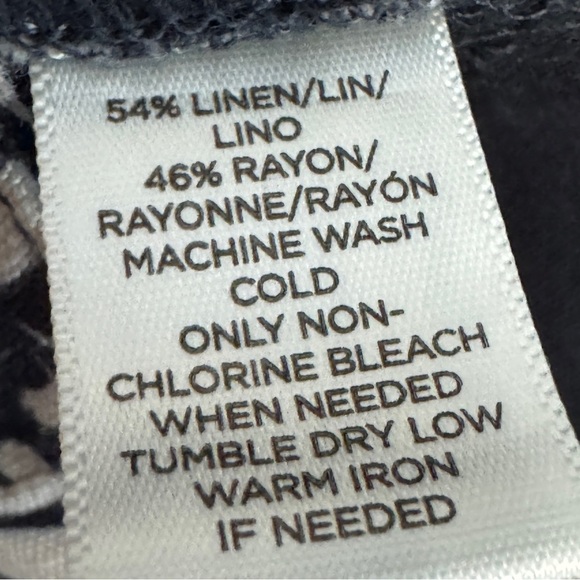 54% LINEN/LIN/
LINO
46% RAYON/
RAYONNE/RAYÓN
MACHINE WASH
COLD
ONLY NON-
CHLORINE BLEACH
WHEN NEEDED
TUMBLE DRY LOW
WARM IRON
IF NEEDED